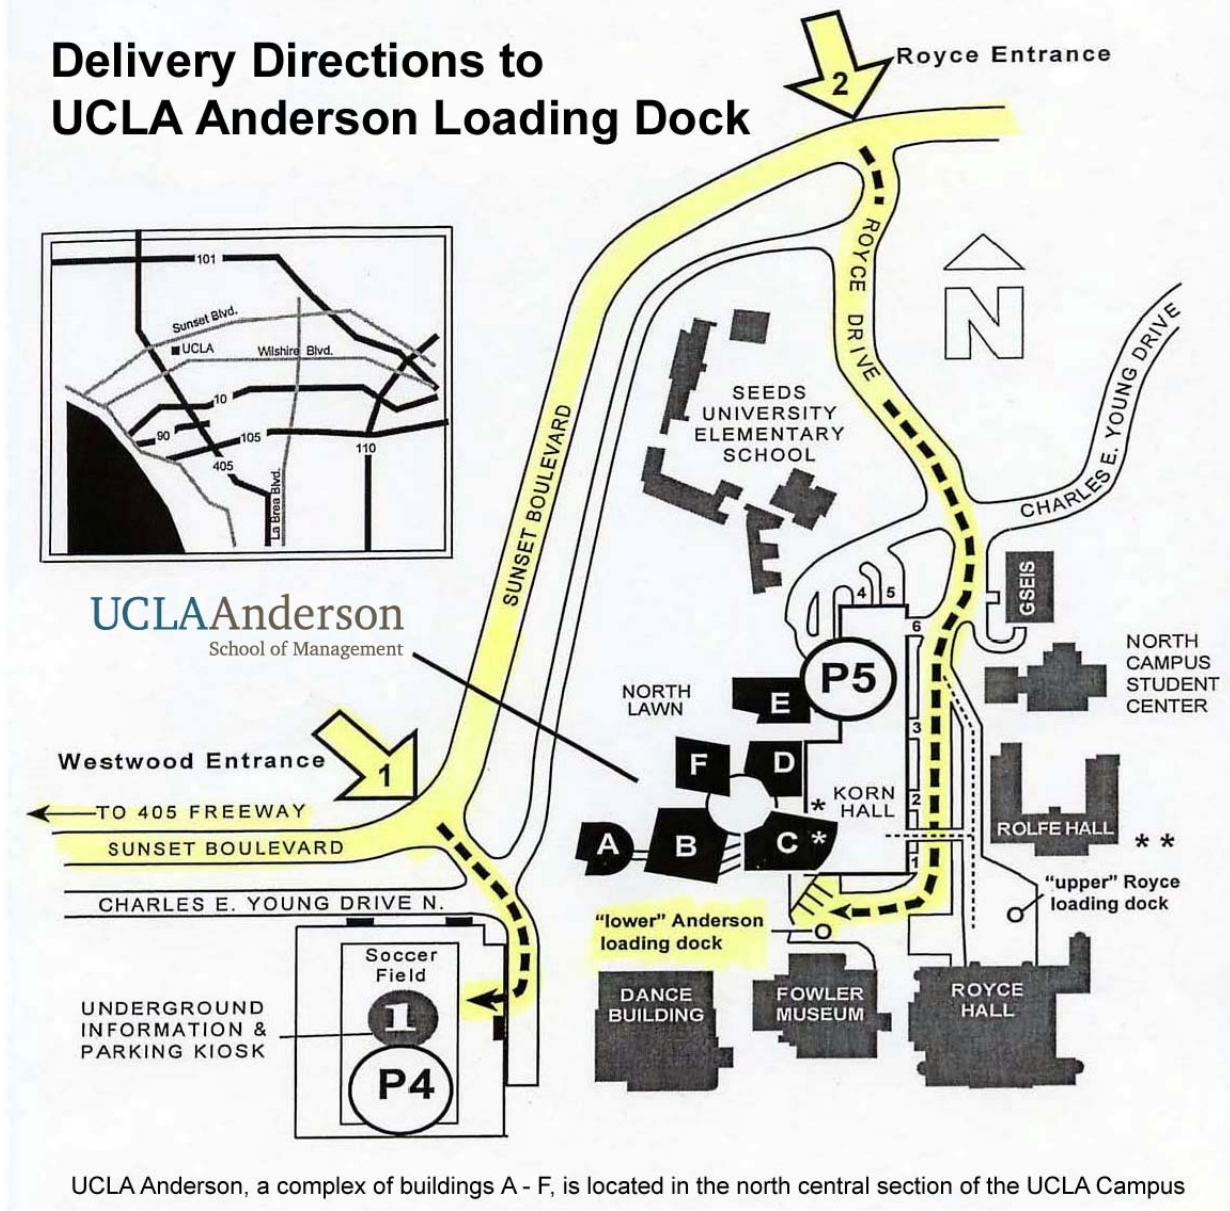 Delivery Directions to
UCLA Anderson Loading Dock
2
Royce Entrance
101
Sunset Blvd.
UCLA
Wilshire Blvd.
10
90
105
405
110
La Brea Blvd.
ROYCE DRIVE
N
CHARLES E. YOUNG DRIVE
SEEDS
UNIVERSITY
ELEMENTARY
SCHOOL
SUNSET BOULEVARD
UCLAAnderson
School of Management
4
5
6
GSEIS
P5
NORTH
CAMPUS
STUDENT
CENTER
NORTH
LAWN
E
3
Westwood Entrance
1
F
D
KORN
HALL
*
2
TO 405 FREEWAY
SUNSET BOULEVARD
A
B
C *
ROLFE HALL
* *
1
CHARLES E. YOUNG DRIVE N.
"upper" Royce
loading dock
"lower" Anderson
loading dock
Soccer
Field
1
UNDERGROUND
INFORMATION &
PARKING KIOSK
P4
DANCE
BUILDING
FOWLER
MUSEUM
ROYCE
HALL
UCLA Anderson, a complex of buildings A - F, is located in the north central section of the UCLA Campus